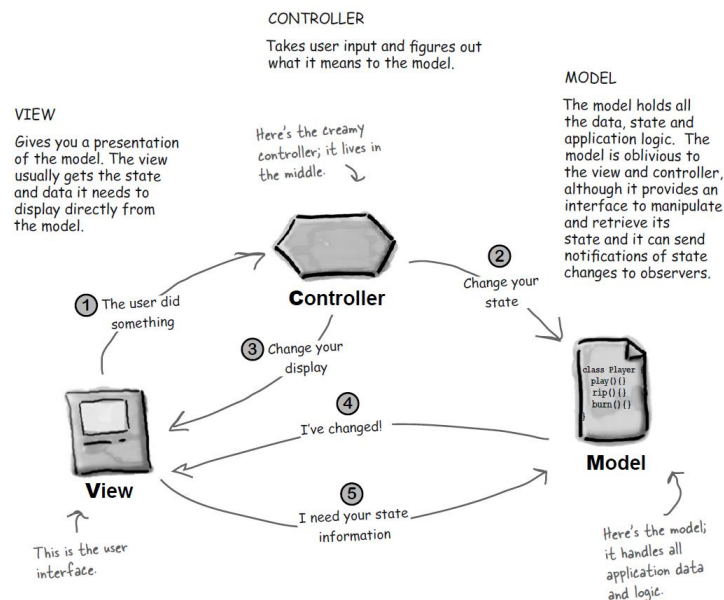 CONTROLLER
Takes user input and figures out
what it means to the model.
MODEL
The model holds all
the data, state and
application logic. The
model is oblivious to
the view and controller,
although it provides an
interface to manipulate
and retrieve its
state and it can send
notifications of state
changes to observers.
VIEW
Gives you a presentation
of the model. The view
usually gets the state
and data it needs to
display directly from
the model.
Here's the creamy
controller; it lives in
the middle.
Controller
1 The user did
something
2
Change your
state
3 Change your
display
4
I've changed!
5
I need your state
information
View
This is the user
interface.
class Player {
play(){}
rip(){}
burn(){}
}
Model
Here's the model;
it handles all
application data
and logic.